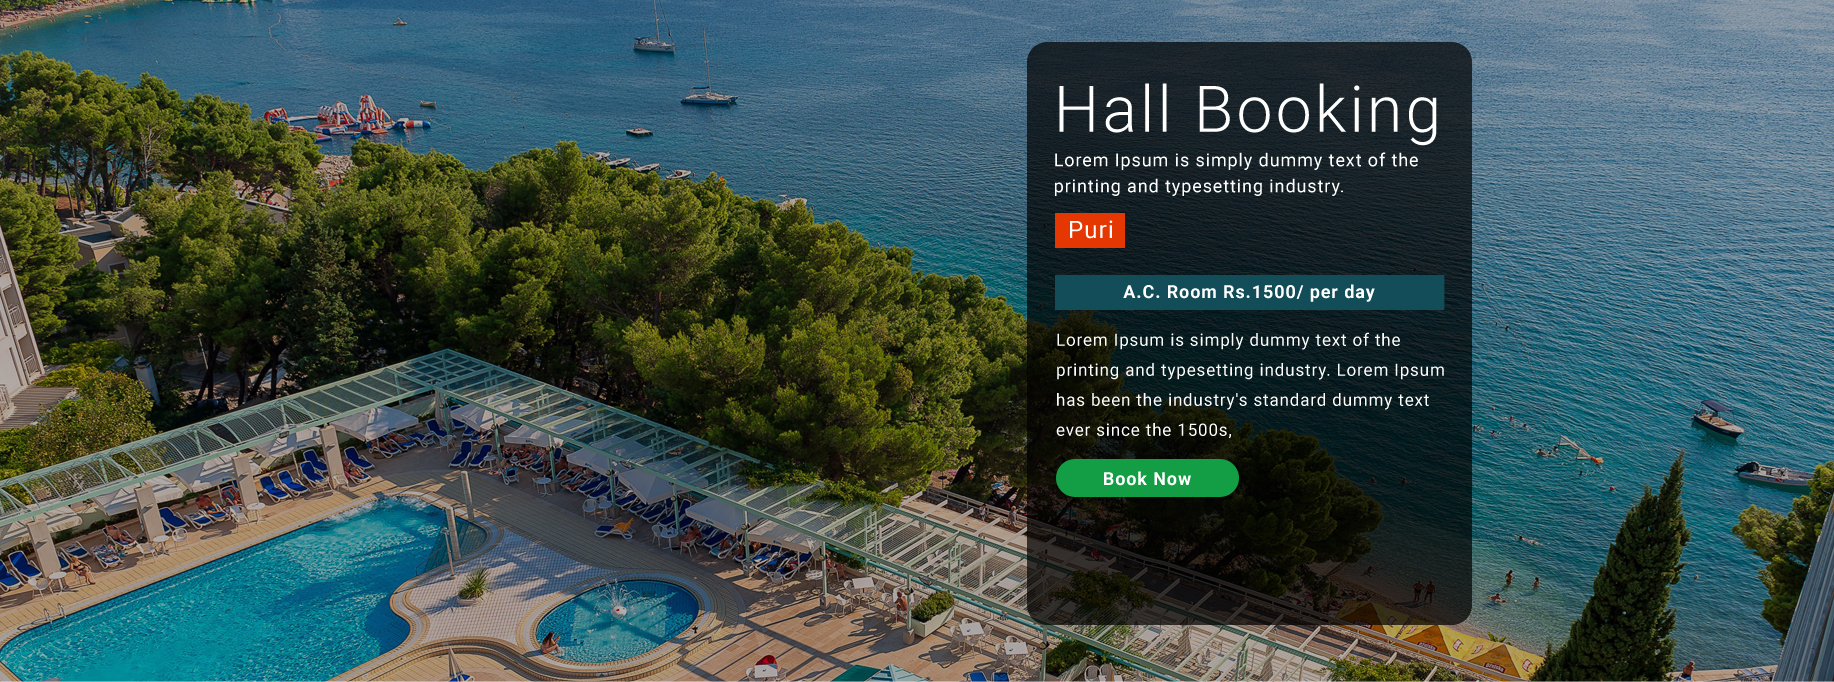 Hall Booking
Lorem Ipsum is simply dummy text of the
printing and typesetting industry.
Puri
A.C. Room Rs.1500/ per day
Lorem Ipsum is simply dummy text of the
printing and typesetting industry. Lorem Ipsum
has been the industry's standard dummy text
ever since the 1500s,
Book Now